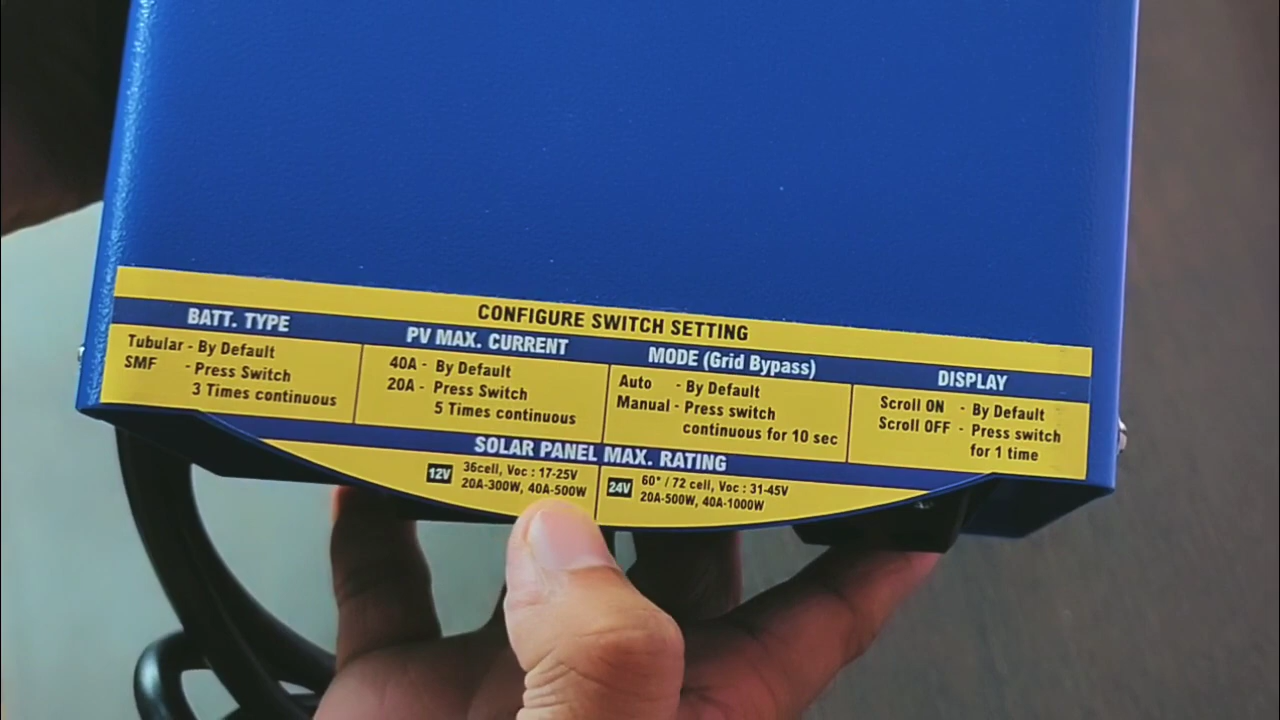 CONFIGURE SWITCH SETTING
BATT. TYPE
Tubular - By Default
SMF - Press Switch
3 Times continuous
PV MAX. CURRENT
40A - By Default
20A - Press Switch
5 Times continuous
MODE (Grid Bypass)
Auto - By Default
Manual - Press switch
continuous for 10 sec
DISPLAY
Scroll ON - By Default
Scroll OFF - Press switch
for 1 time
SOLAR PANEL MAX. RATING
12V
36cell, Voc : 17-25V
20A-300W, 40A-500W
24V
60* / 72 cell, Voc : 31-45V
20A-500W, 40A-1000W